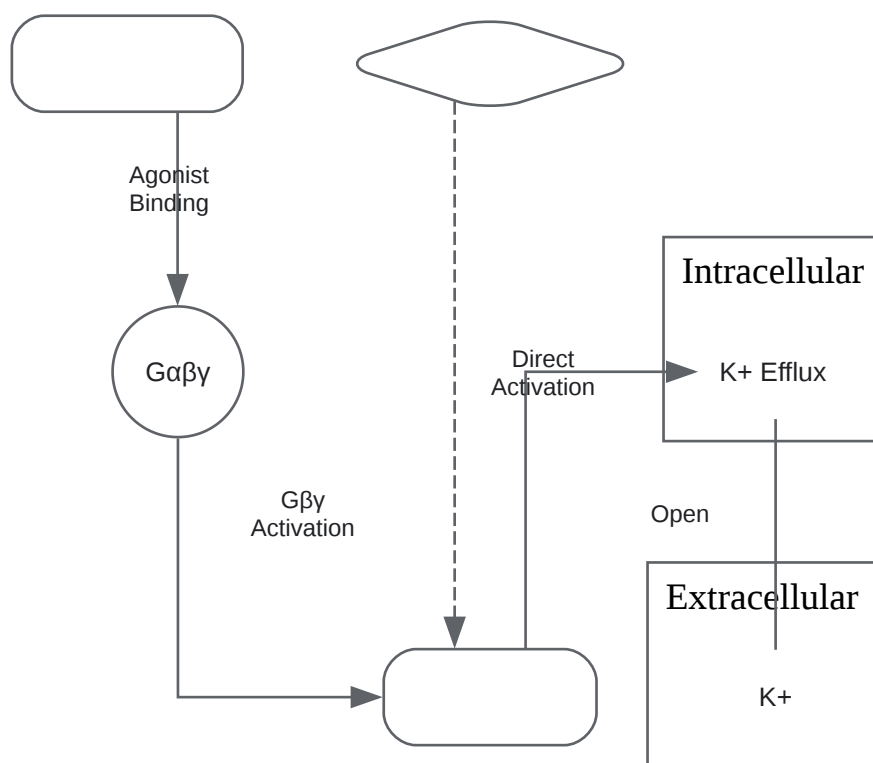 Agonist
Binding
Intracellular
Direct
Activation
K+ Efflux
Gαβγ
Gβγ
Activation
Open
Extracellular
K+